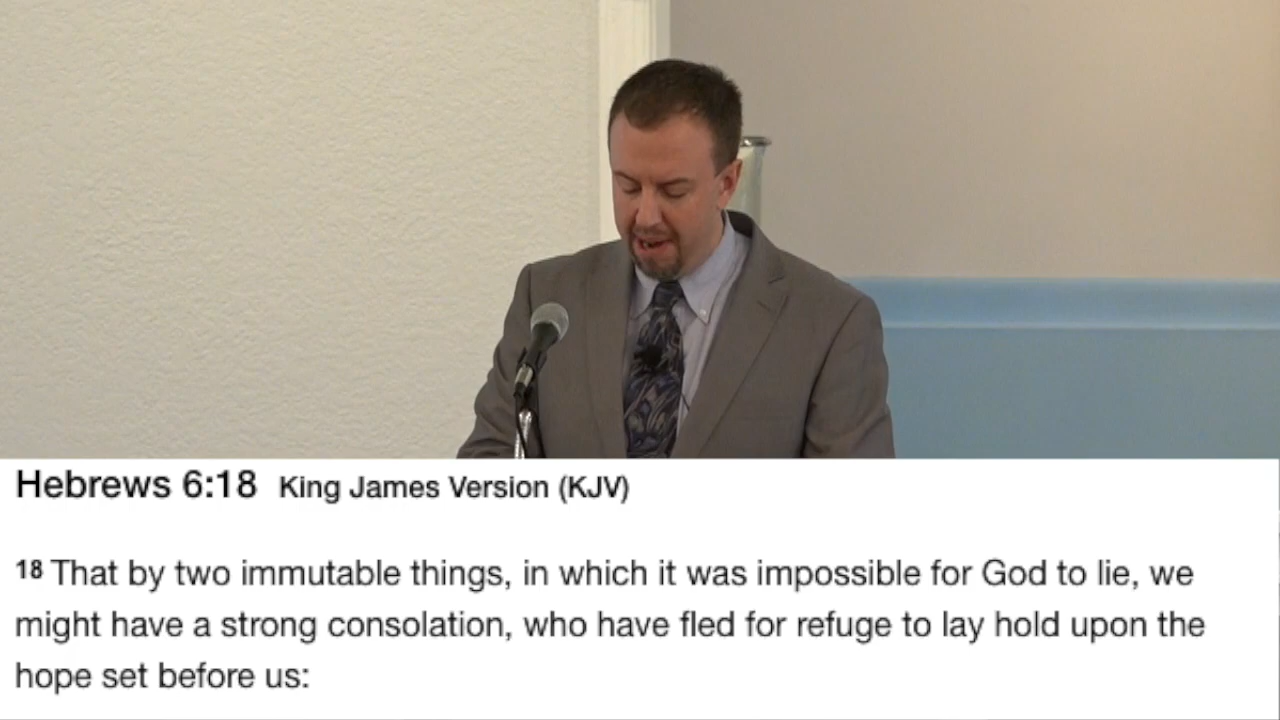 Hebrews 6:18 King James Version (KJV)
18 That by two immutable things, in which it was impossible for God to lie, we
might have a strong consolation, who have fled for refuge to lay hold upon the
hope set before us: